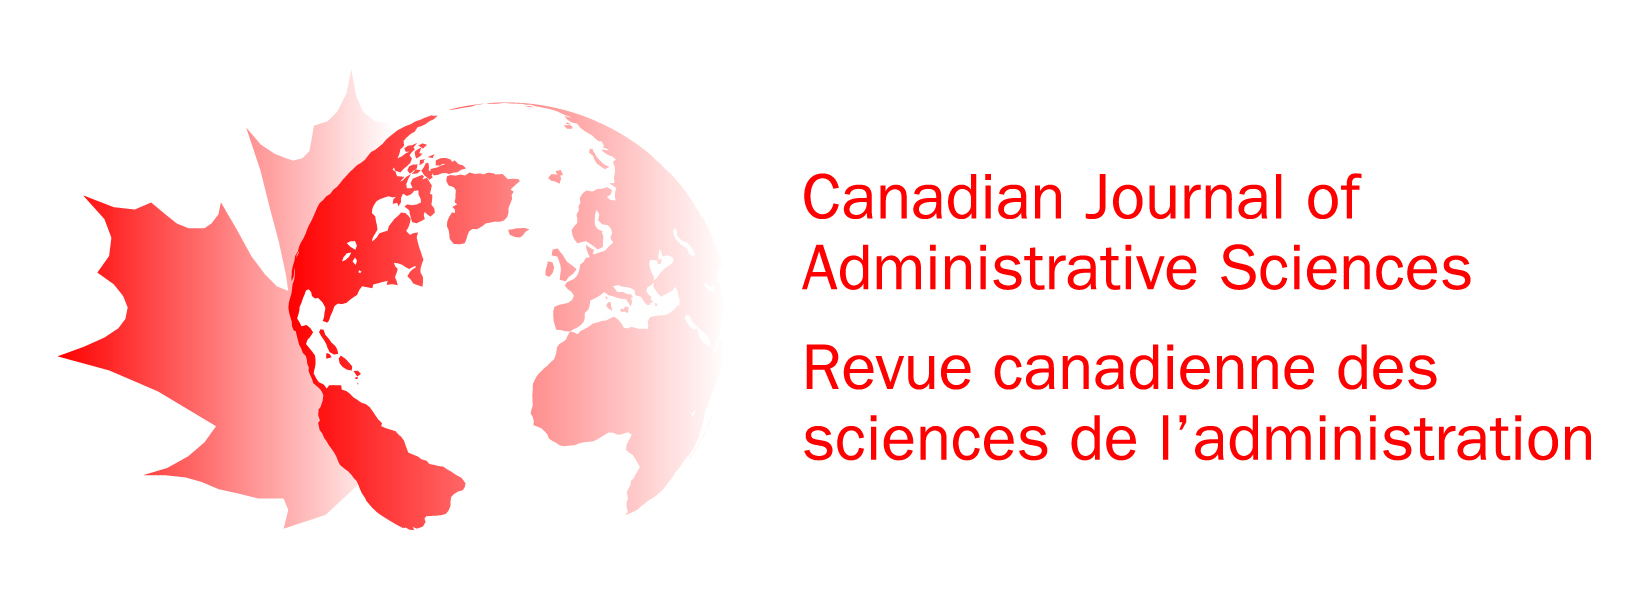 Canadian Journal of
Administrative Sciences
Revue canadienne des
sciences de l’administration